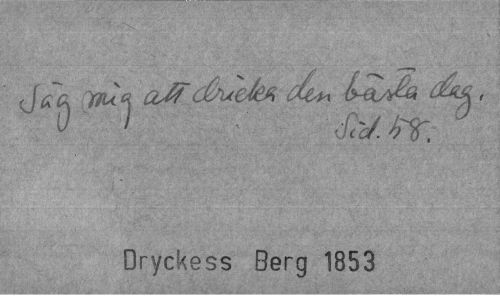 Säg mig att dricka den bästa dag.
Sid. 58.
Dryckess Berg 1853